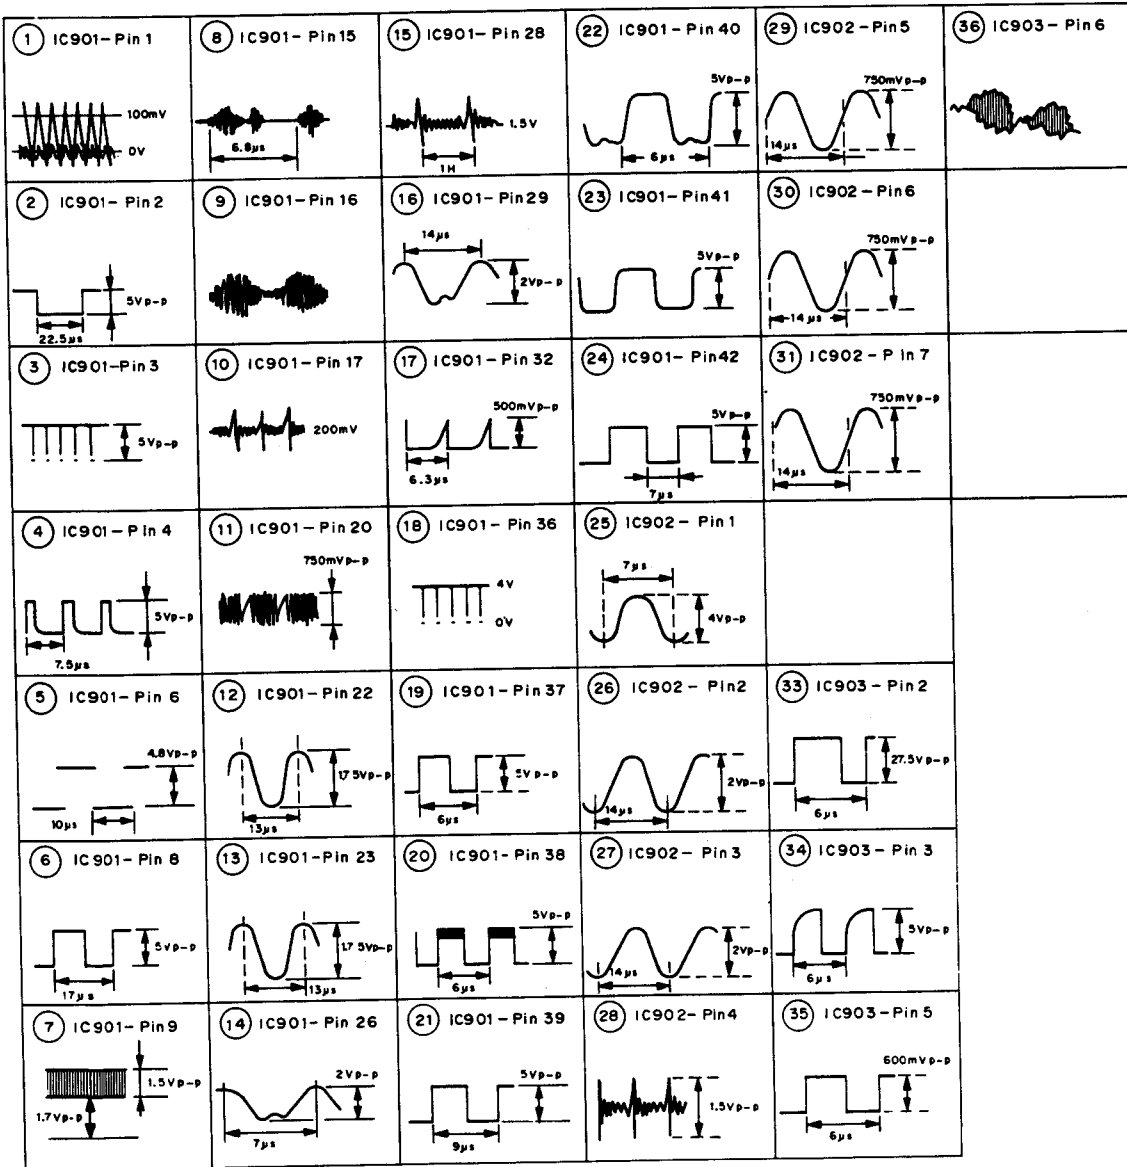 1 IC901-Pin 1
100mV
0V
8 IC901-Pin 15
6.8µs
15 IC901-Pin 28
1.5V
1H
22 IC901-Pin 40
5Vp-p
6µs
29 IC902-Pin 5
750mVp-p
14µs
36 IC903-Pin 6
2 IC901-Pin 2
5Vp-p
22.5µs
9 IC901-Pin 16
16 IC901-Pin 29
14µs
2Vp-p
23 IC901-Pin 41
5Vp-p
30 IC902-Pin 6
750mVp-p
14µs
3 IC901-Pin 3
5Vp-p
10 IC901-Pin 17
200mV
17 IC901-Pin 32
500mVp-p
6.3µs
24 IC901-Pin 42
5Vp-p
7µs
31 IC902-Pin 7
750mVp-p
14µs
4 IC901-Pin 4
5Vp-p
7.5µs
11 IC901-Pin 20
750mVp-p
18 IC901-Pin 36
4V
0V
25 IC902-Pin 1
7µs
4Vp-p
5 IC901-Pin 6
4.8Vp-p
10µs
12 IC901-Pin 22
1.75Vp-p
13µs
19 IC901-Pin 37
5Vp-p
6µs
26 IC902-Pin 2
2Vp-p
14µs
33 IC903-Pin 2
27.5Vp-p
6µs
6 IC901-Pin 8
5Vp-p
17µs
13 IC901-Pin 23
1.75Vp-p
13µs
20 IC901-Pin 38
5Vp-p
6µs
27 IC902-Pin 3
2Vp-p
14µs
34 IC903-Pin 3
5Vp-p
6µs
7 IC901-Pin 9
1.5Vp-p
1.7Vp-p
14 IC901-Pin 26
2Vp-p
7µs
21 IC901-Pin 39
5Vp-p
9µs
28 IC902-Pin 4
1.5Vp-p
35 IC903-Pin 5
600mVp-p
6µs